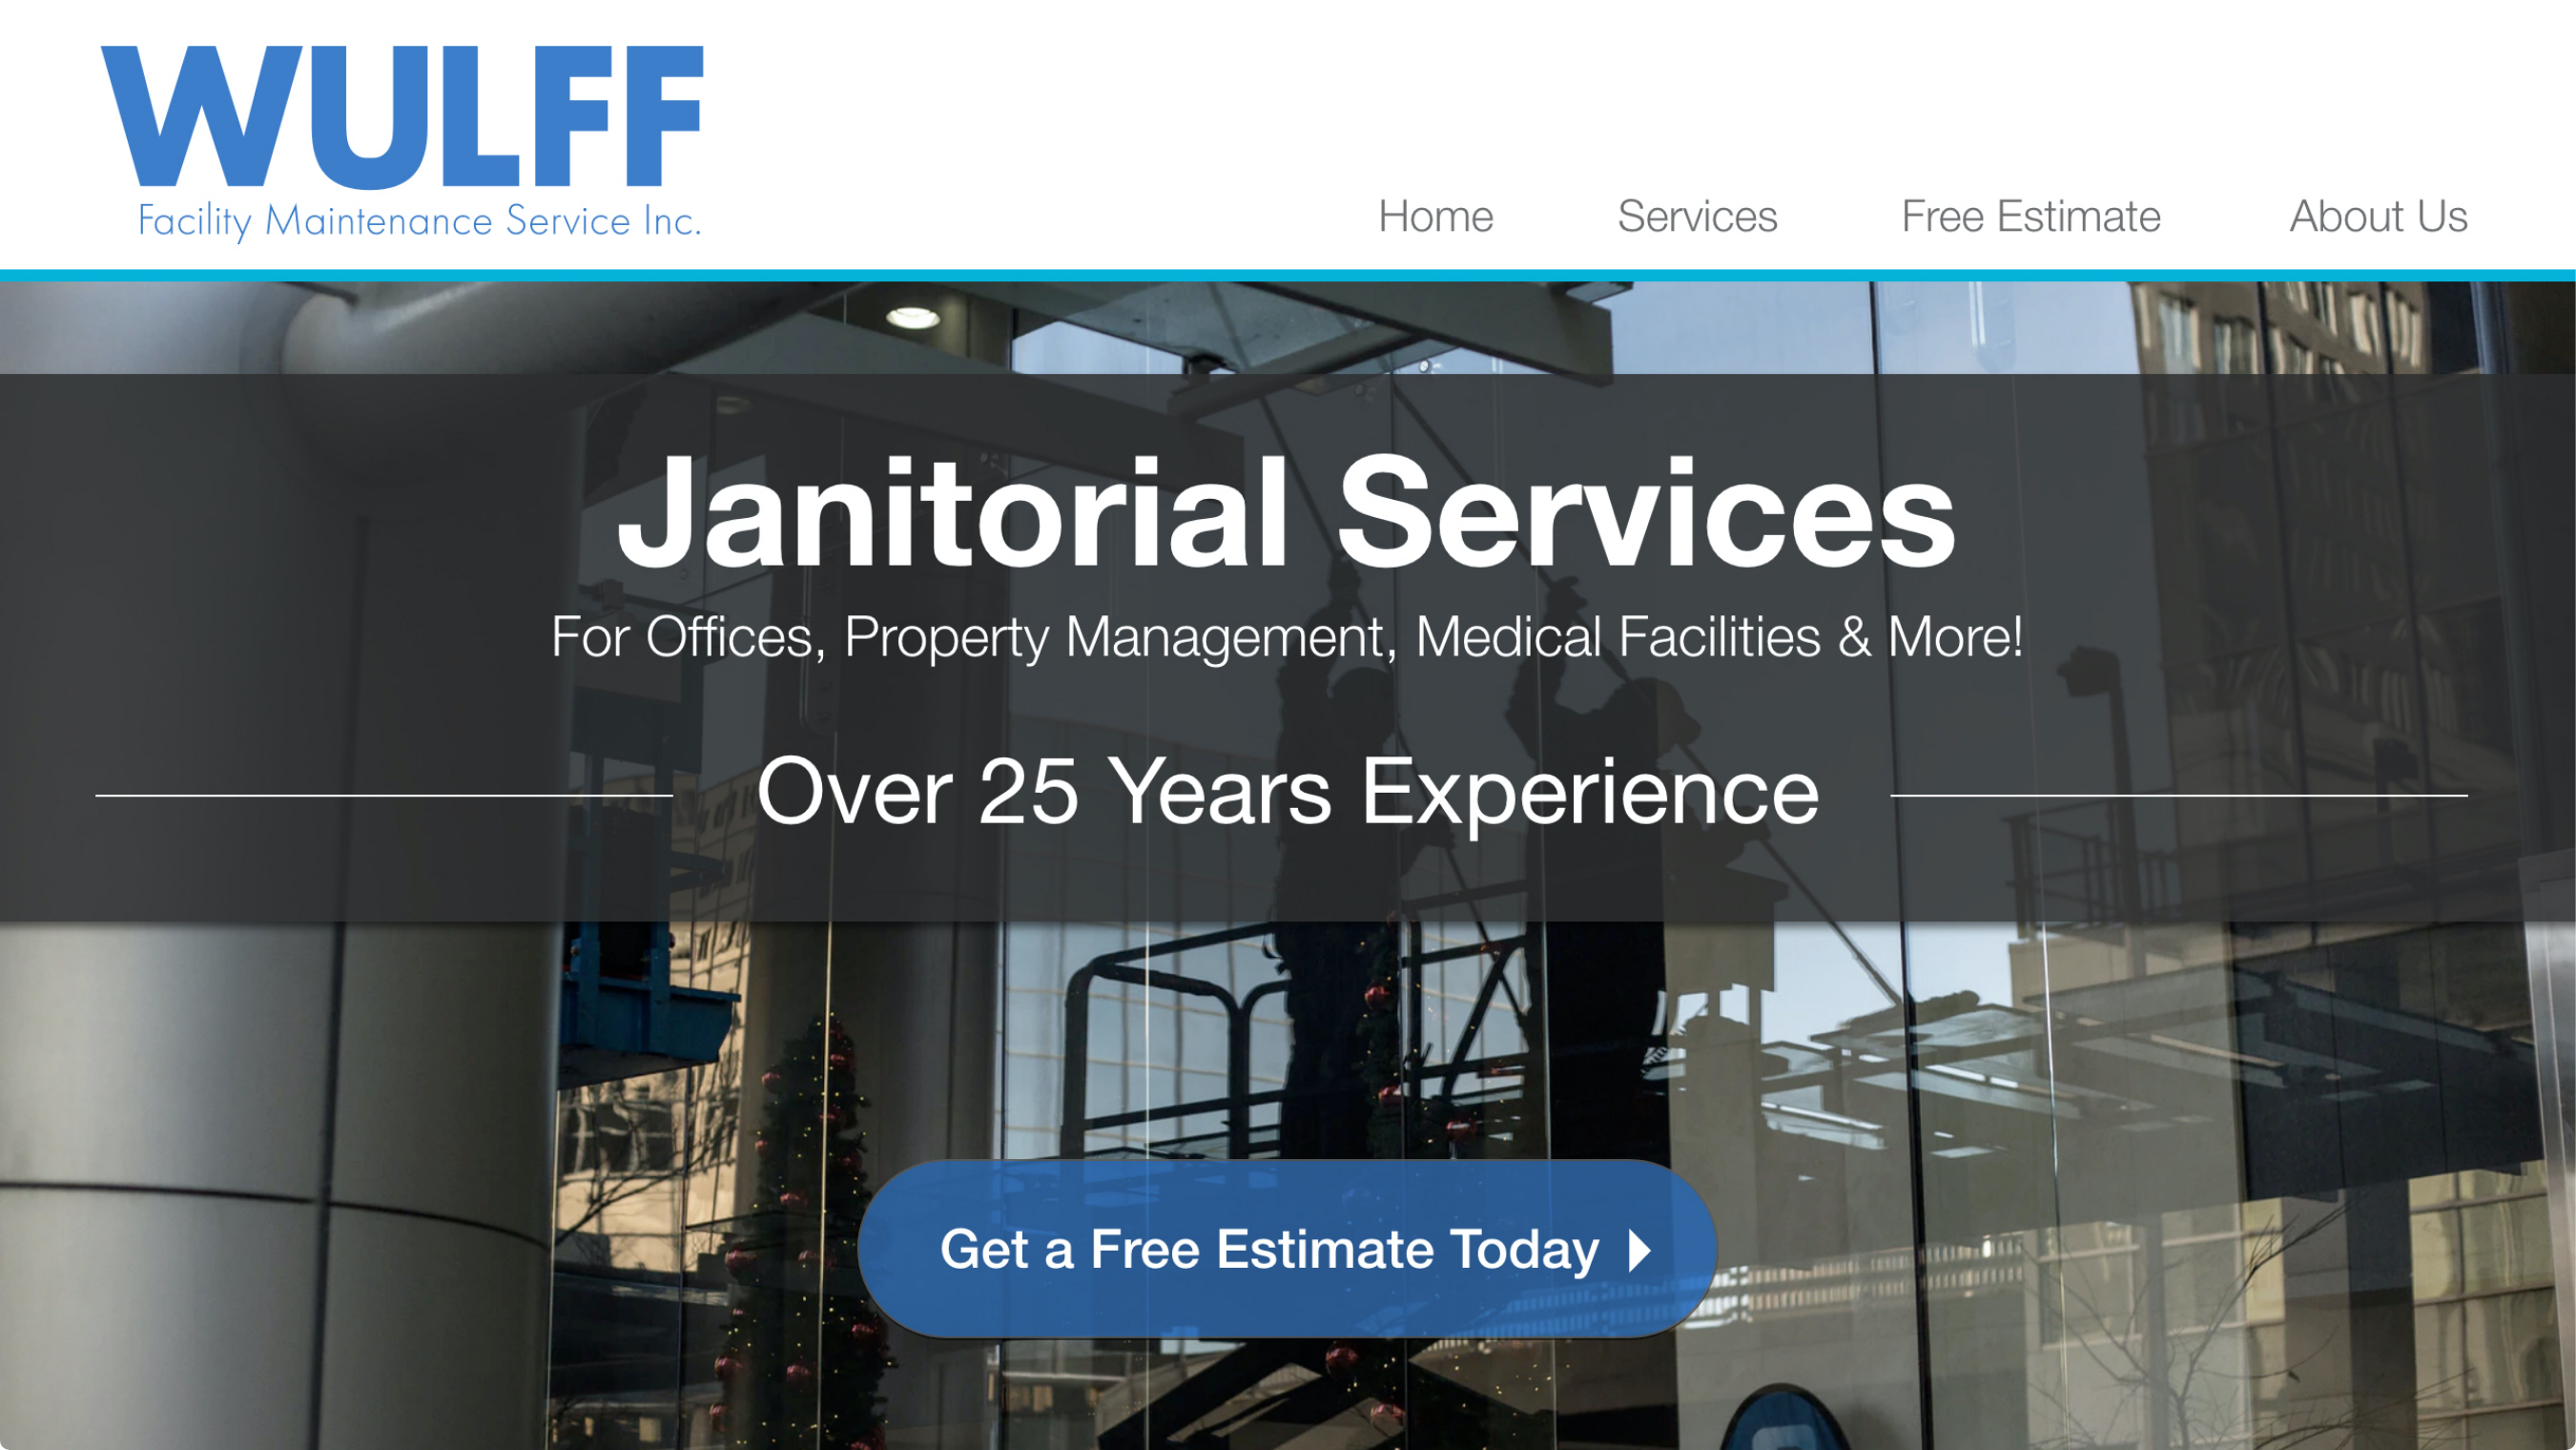 WULFF
Facility Maintenance Service Inc.
Home Services Free Estimate About Us
Janitorial Services
For Offices, Property Management, Medical Facilities & More!
Over 25 Years Experience
Get a Free Estimate Today